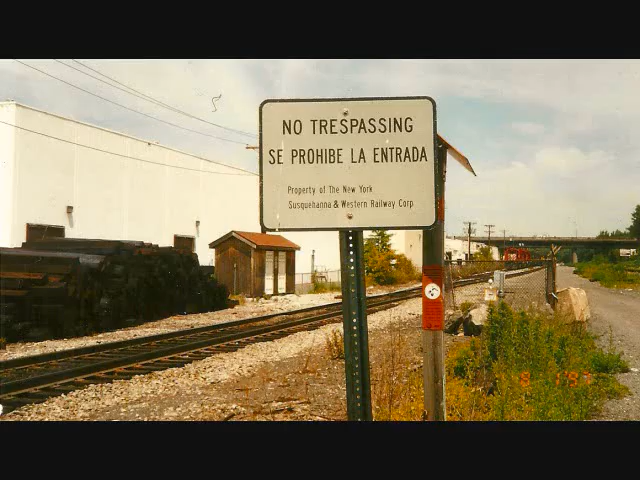 NO TRESPASSING
SE PROHIBE LA ENTRADA
Property of The New York
Susquehanna & Western Railway Corp